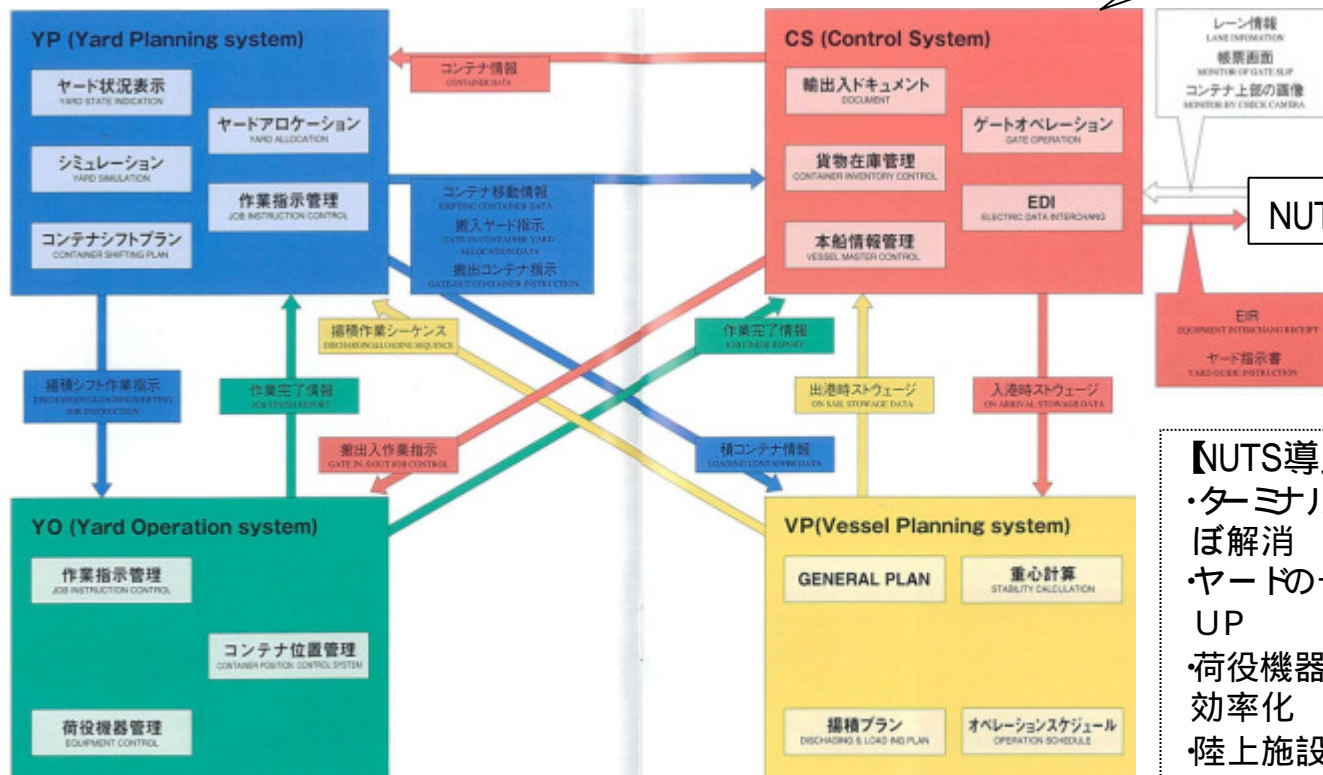 YP (Yard Planning system)
ヤード状況表示
YARD STATE INDICATION
ヤードアロケーション
YARD ALLOCATION
シミュレーション
YARD SIMULATION
作業指示管理
JOB INSTRUCTION CONTROL
コンテナシフトプラン
CONTAINER SHIFTING PLAN
コンテナ情報
CONTAINER DATA
CS (Control System)
輸出入ドキュメント
DOCUMENT
ゲートオペレーション
GATE OPERATION
貨物在庫管理
CONTAINER INVENTORY CONTROL
EDI
ELECTRIC DATA INTERCHANG
本船情報管理
VESSEL MASTER CONTROL
レーン情報
LANE INFOMATION
帳票画面
MONITOR OF GATE SLIP
コンテナ上部の画像
MONITOR BY CHECK CAMERA
NUT
コンテナ移動情報
SHIFTING CONTAINER DATA
搬入ヤード指示
GATE IN CONTAINER YARD
ALLOCATION DATA
搬出コンテナ指示
GATE-OUT CONTAINER INSTRUCTION
EIR
EQUIPMENT INTERCHANG RECEIPT
ヤード指示書
YARD GUIDE INSTRUCTION
揚積シフト作業指示
DISCHARGING/LOADING/SHIFTING
JOB INSTRUCTION
作業完了情報
JOB FINISH REPORT
揚積作業シーケンス
DISCHARGING&LOADING SEQUENCE
作業完了情報
JOB FINISH REPORT
出港時ストウェージ
ON SAIL STOWAGE DATA
入港時ストウェージ
ON ARRIVAL STOWAGE DATA
搬出入作業指示
GATE IN & OUT JOB CONTROL
積コンテナ情報
LOADING CONTAINER DATA
YO (Yard Operation system)
作業指示管理
JOB INSTRUCTION CONTROL
コンテナ位置管理
CONTAINER POSITION CONTROL SYSTEM
荷役機器管理
EQUIPMENT CONTROL
VP(Vessel Planning system)
GENERAL PLAN
重心計算
STABILITY CALCULATION
揚積プラン
DISCHAGING & LOADING PLAN
オペレーションスケジュール
OPERATION SCHEDULE
【NUTS導
・ターミナル
ぼ解消
・ヤードの
UP
・荷役機器
効率化
・陸上施設